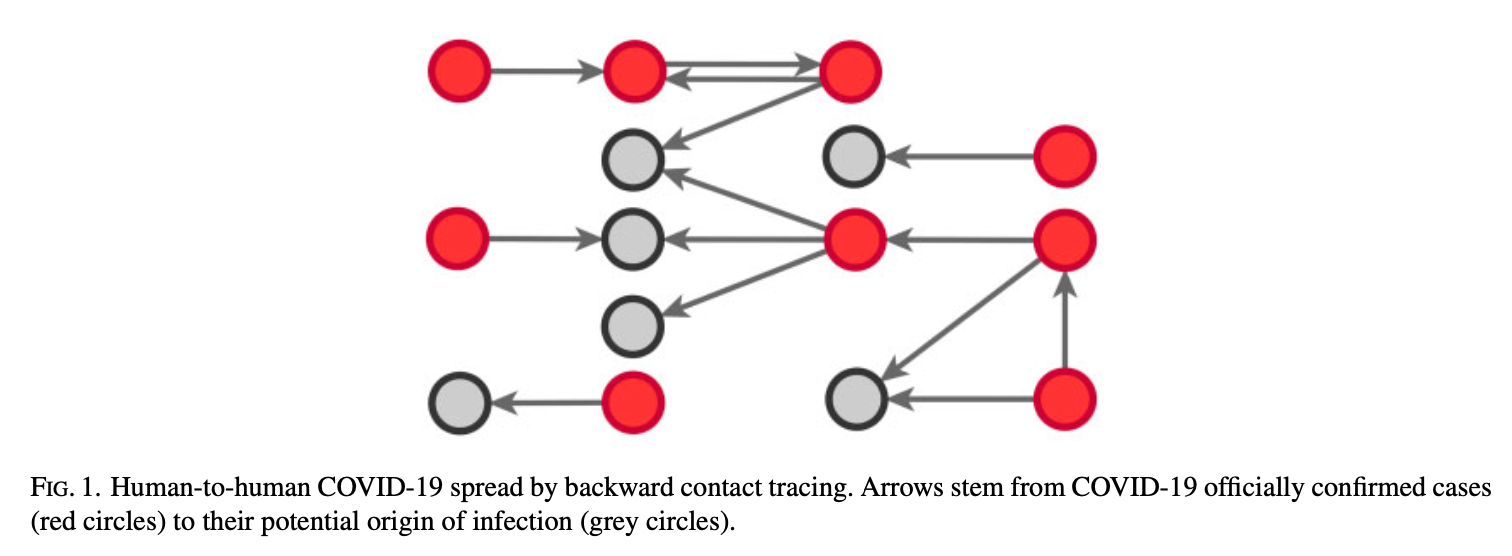 FIG. 1. Human-to-human COVID-19 spread by backward contact tracing. Arrows stem from COVID-19 officially confirmed cases
(red circles) to their potential origin of infection (grey circles).